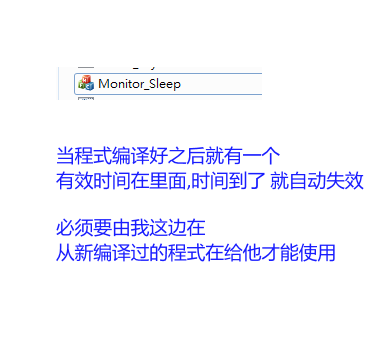 Monitor_Sleep
当程式编译好之后就有一个
有效时间在里面,时间到了 就自动失效
必须要由我这边在
从新编译过的程式在给他才能使用